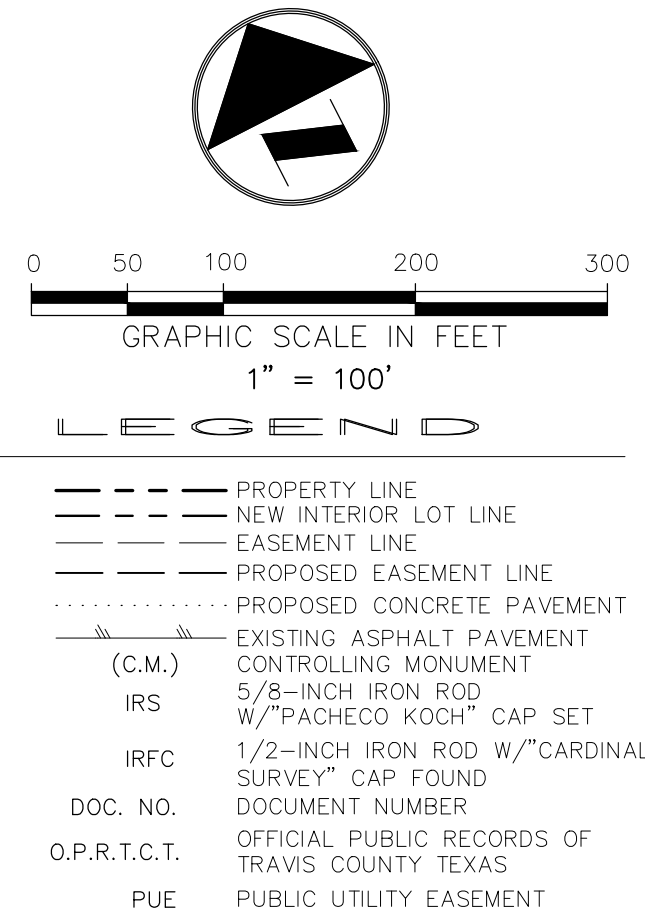 0 50 100 200 300
GRAPHIC SCALE IN FEET
1" = 100'
LEGEND
PROPERTY LINE
NEW INTERIOR LOT LINE
EASEMENT LINE
PROPOSED EASEMENT LINE
PROPOSED CONCRETE PAVEMENT
EXISTING ASPHALT PAVEMENT
(C.M.) CONTROLLING MONUMENT
IRS 5/8-INCH IRON ROD
W/"PACHECO KOCH" CAP SET
IRFC 1/2-INCH IRON ROD W/"CARDINAL
SURVEY" CAP FOUND
DOC. NO. DOCUMENT NUMBER
O.P.R.T.C.T. OFFICIAL PUBLIC RECORDS OF
TRAVIS COUNTY TEXAS
PUE PUBLIC UTILITY EASEMENT